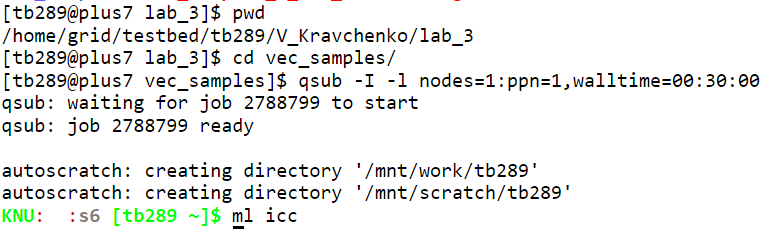 [tb289@plus7 lab_3]$ pwd
/home/grid/testbed/tb289/V_Kravchenko/lab_3
[tb289@plus7 lab_3]$ cd vec_samples/
[tb289@plus7 vec_samples]$ qsub -I -l nodes=1:ppn=1,walltime=00:30:00
qsub: waiting for job 2788799 to start
qsub: job 2788799 ready

autoscratch: creating directory '/mnt/work/tb289'
autoscratch: creating directory '/mnt/scratch/tb289'
KNU:  :s6 [tb289 ~]$ ml icc